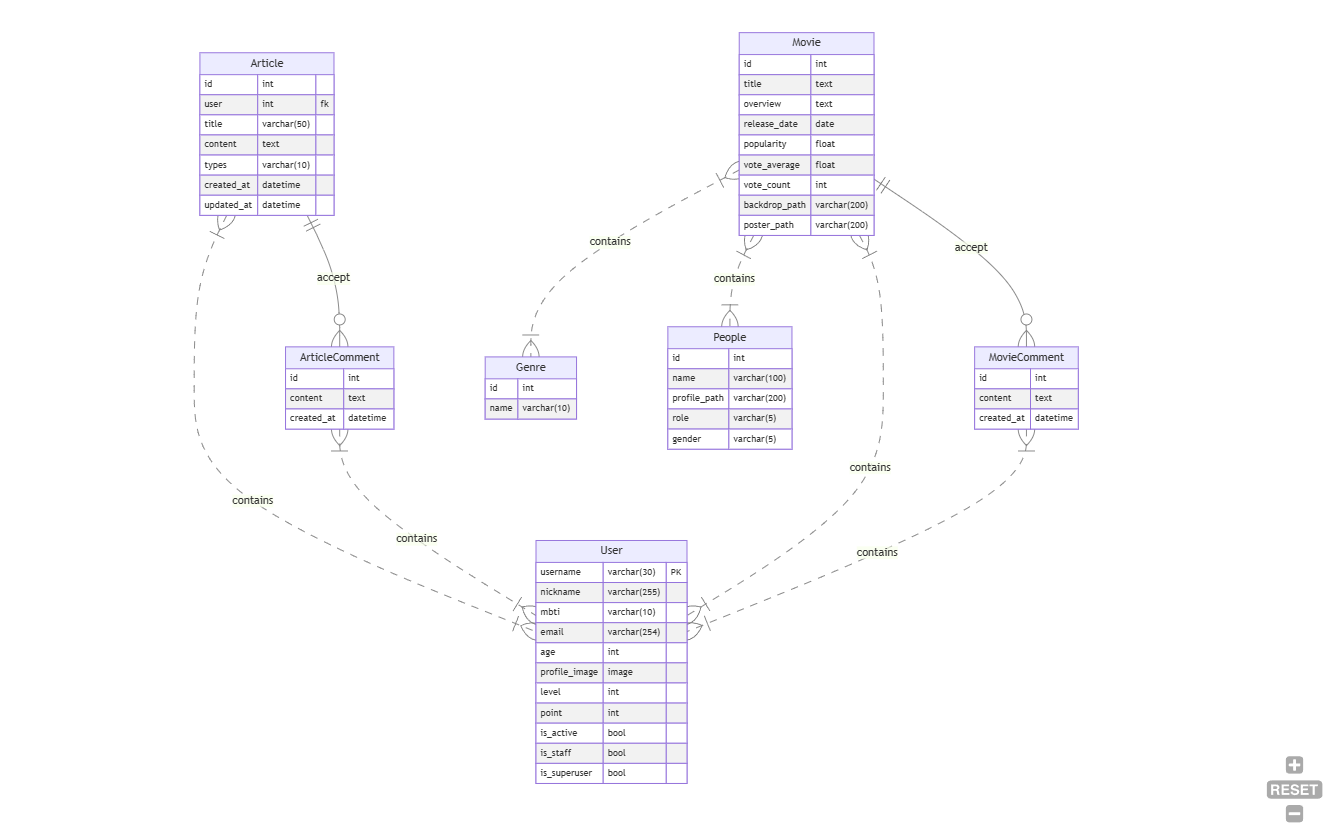 Movie
id int
title text
overview text
release_date date
popularity float
vote_average float
vote_count int
backdrop_path varchar(200)
poster_path varchar(200)
Article
id int
user int fk
title varchar(50)
content text
types varchar(10)
created_at datetime
updated_at datetime
contains
accept
accept
contains
People
id int
name varchar(100)
profile_path varchar(200)
role varchar(5)
gender varchar(5)
ArticleComment
id int
content text
created_at datetime
Genre
id int
name varchar(10)
MovieComment
id int
content text
created_at datetime
contains
contains
contains
contains
User
username varchar(30) PK
nickname varchar(255)
mbti varchar(10)
email varchar(254)
age int
profile_image image
level int
point int
is_active bool
is_staff bool
is_superuser bool
RESET